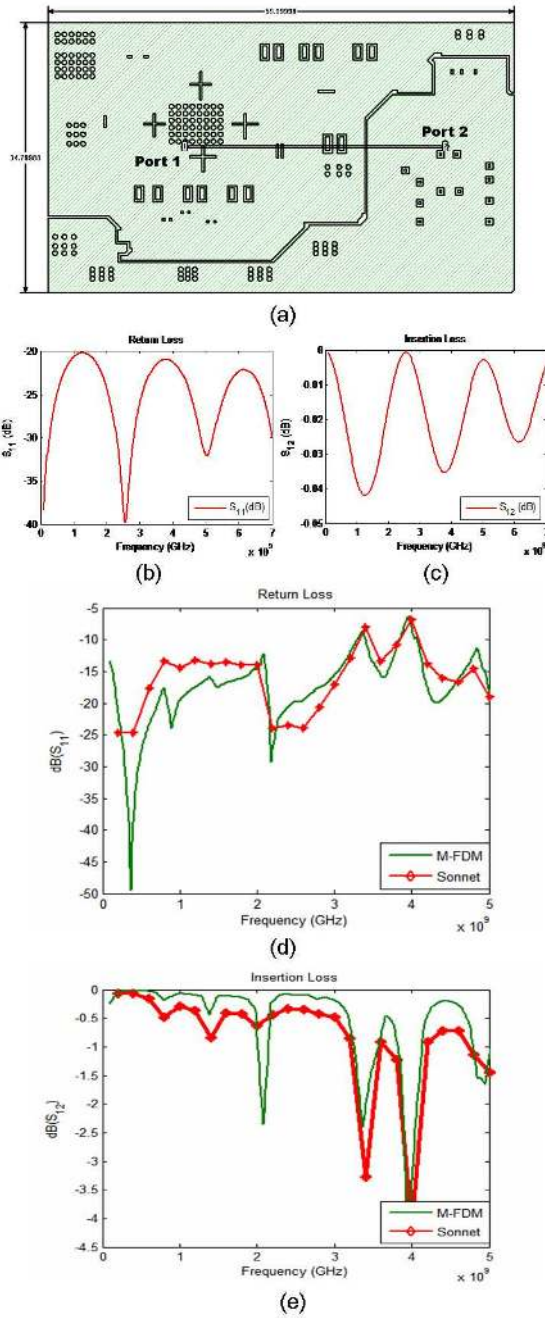 Port 1
Port 2
(a)
Return Loss
-20
-25
-30
-35
-40
S11 (dB)
0
1
2
3
4
5
6
7
Frequency (GHz)
S11(dB)
(b)
Insertion Loss
0
-0.01
-0.02
-0.03
-0.04
-0.05
S12 (dB)
0
1
2
3
4
5
6
7
Frequency (GHz)
S12 (dB)
(c)
Return Loss
-5
-10
-15
-20
-25
-30
-35
-40
-45
-50
dB(S11)
0
1
2
3
4
5
Frequency (GHz)
x 10^9
M-FDM
Sonnet
(d)
Insertion Loss
0
-0.5
-1
-1.5
-2
-2.5
-3
-3.5
-4
-4.5
dB(S12)
0
1
2
3
4
5
Frequency (GHz)
x 10^9
M-FDM
Sonnet
(e)